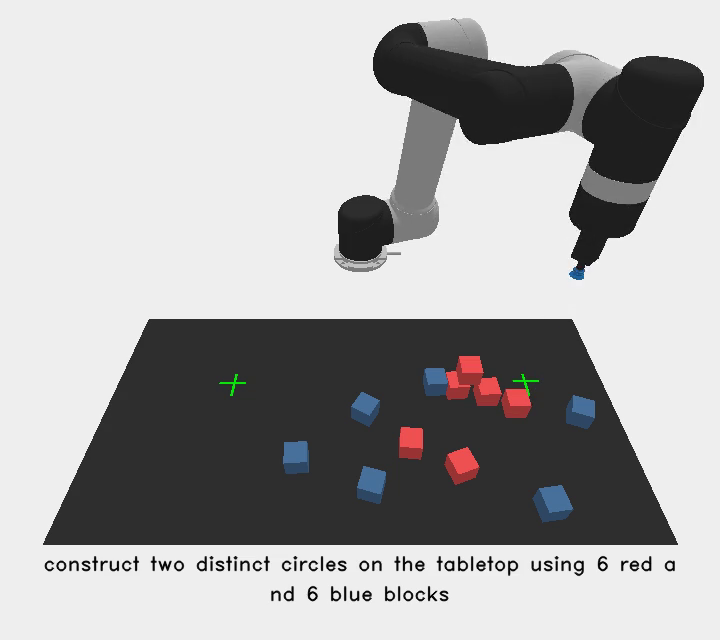 construct two distinct circles on the tabletop using 6 red a
nd 6 blue blocks